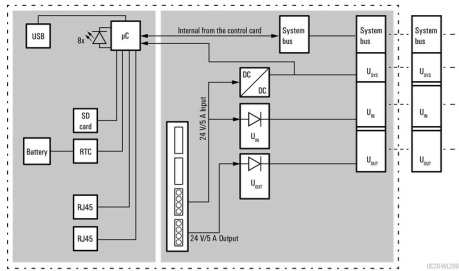 USB
8x
µC
Internal from the control card
System bus
System bus
System bus
DC
DC
U_SYS
U_SYS
24 V/5 A Input
U_IN
U_IN
U_IN
SD card
Battery
RTC
U_OUT
U_OUT
U_OUT
RJ45
RJ45
24 V/5 A Output
UC20-WL200